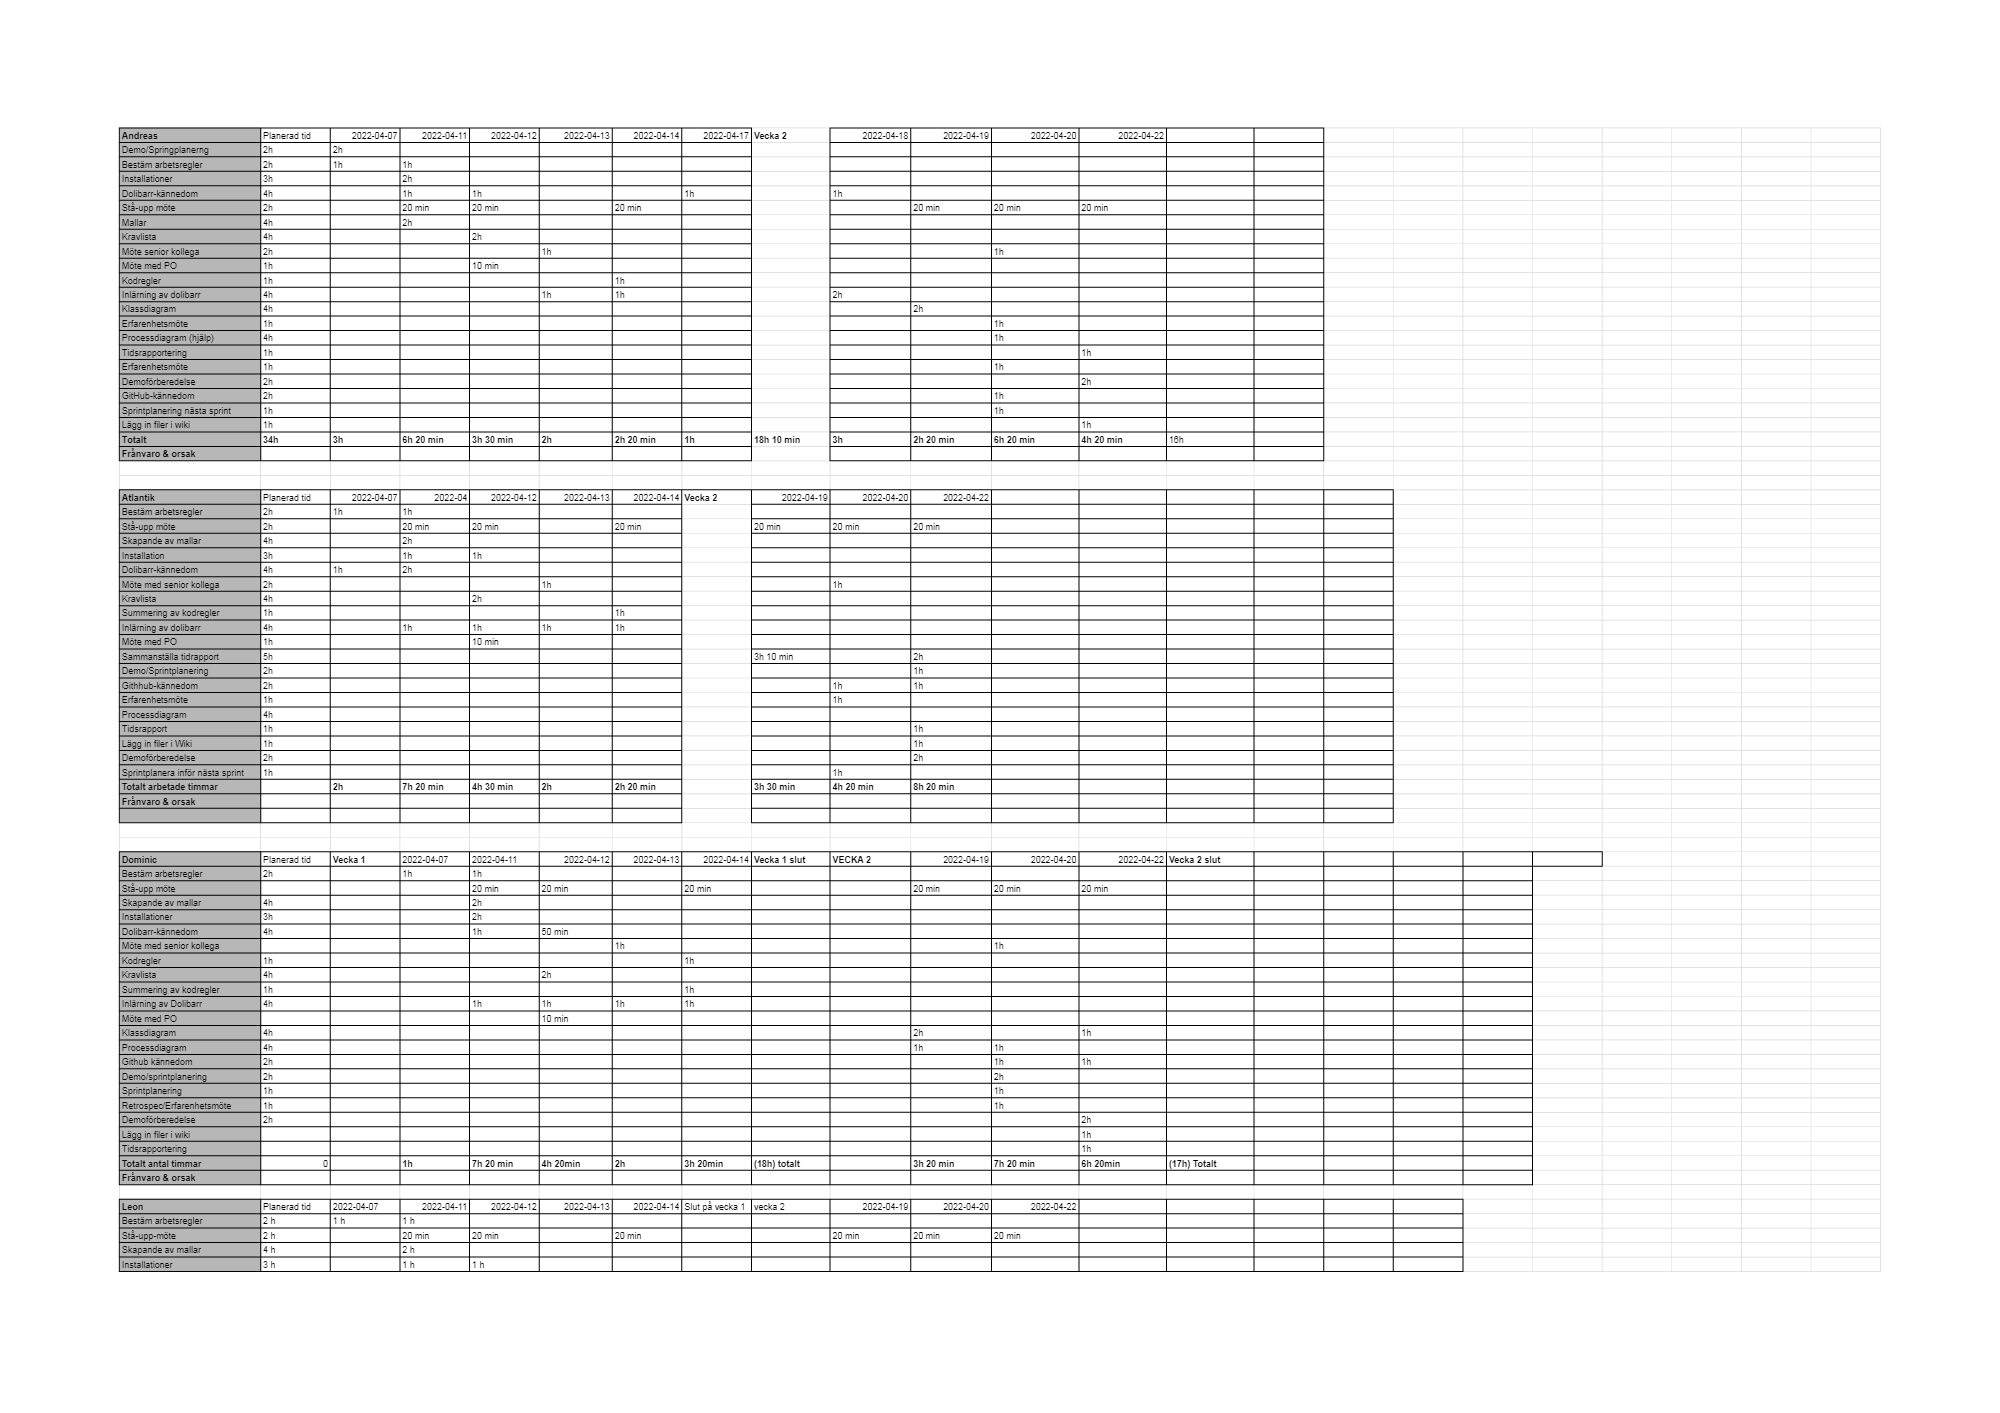 Andreas Planerad tid 2022-04-07 2022-04-11 2022-04-12 2022-04-13 2022-04-14 2022-04-17 Vecka 2 2022-04-18 2022-04-19 2022-04-20 2022-04-22
Demo/Springplanerng 2h 2h
Bestäm arbetsregler 2h 1h 1h
Installationer 3h 2h
Dolibarr-kännedom 4h 1h 1h 1h 1h
Stå-upp möte 2h 20 min 20 min 20 min 20 min 20 min 20 min
Mallar 4h 2h
Kravlista 4h 2h
Möte senior kollega 2h 1h 1h
Möte med PO 1h 10 min
Kodregler 1h 1h
Inlärning av dolibarr 4h 1h 1h 2h
Klassdiagram 4h 2h
Erfarenhetsmöte 1h 1h
Processdiagram (hjälp) 4h 1h
Tidsrapportering 1h 1h
Erfarenhetsmöte 1h 1h
Demoförberedelse 2h 2h
GitHub-kännedom 2h 1h
Sprintplanering nästa sprint 1h 1h
Lägg in filer i wiki 1h 1h
Totalt 34h 3h 6h 20 min 3h 30 min 2h 2h 20 min 1h 18h 10 min 3h 2h 20 min 6h 20 min 4h 20 min 16h
Frånvaro & orsak
Atlantik Planerad tid 2022-04-07 2022-04 2022-04-12 2022-04-13 2022-04-14 Vecka 2 2022-04-19 2022-04-20 2022-04-22
Bestäm arbetsregler 2h 1h 1h
Stå-upp möte 2h 20 min 20 min 20 min 20 min 20 min 20 min
Skapande av mallar 4h 2h
Installation 3h 1h 1h
Dolibarr-kännedom 4h 1h 2h
Möte med senior kollega 2h 1h 1h
Kravlista 4h 2h
Summering av kodregler 1h 1h
Inlärning av dolibarr 4h 1h 1h 1h 1h
Möte med PO 1h 10 min
Sammanställa tidrapport 5h 3h 10 min 2h
Demo/Sprintplanering 2h 1h
Githhub-kännedom 2h 1h 1h
Erfarenhetsmöte 1h 1h
Processdiagram 4h
Tidsrapport 1h 1h
Lägg in filer i Wiki 1h 1h
Demoförberedelse 2h 2h
Sprintplanera inför nästa sprint 1h 1h
Totalt arbetade timmar 2h 7h 20 min 4h 30 min 2h 2h 20 min 3h 30 min 4h 20 min 8h 20 min
Frånvaro & orsak
Dominic Planerad tid Vecka 1 2022-04-07 2022-04-11 2022-04-12 2022-04-13 2022-04-14 Vecka 1 slut VECKA 2 2022-04-19 2022-04-20 2022-04-22 Vecka 2 slut
Bestäm arbetsregler 2h 1h 1h
Stå-upp möte 20 min 20 min 20 min 20 min 20 min 20 min
Skapande av mallar 4h 2h
Installationer 3h 2h
Dolibarr-kännedom 4h 1h 50 min
Möte med senior kollega 1h 1h
Kodregler 1h 1h
Kravlista 4h 2h
Summering av kodregler 1h 1h
Inlärning av Dolibarr 4h 1h 1h 1h 1h
Möte med PO 10 min
Klassdiagram 4h 2h 1h
Processdiagram 4h 1h 1h
Github kännedom 2h 1h 1h
Demo/sprintplanering 2h 2h
Sprintplanering 1h 1h
Retrospec/Erfarenhetsmöte 1h 1h
Demoförberedelse 2h 2h
Lägg in filer i wiki 1h
Tidsrapportering 1h
Totalt antal timmar 0 1h 7h 20 min 4h 20min 2h 3h 20min (18h) totalt 3h 20 min 7h 20 min 6h 20min (17h) Totalt
Frånvaro & orsak
Leon Planerad tid 2022-04-07 2022-04-11 2022-04-12 2022-04-13 2022-04-14 Slut på vecka 1 vecka 2 2022-04-19 2022-04-20 2022-04-22
Bestäm arbetsregler 2 h 1 h 1 h
Stå-upp-möte 2 h 20 min 20 min 20 min 20 min 20 min 20 min
Skapande av mallar 4 h 2 h
Installationer 3 h 1 h 1 h